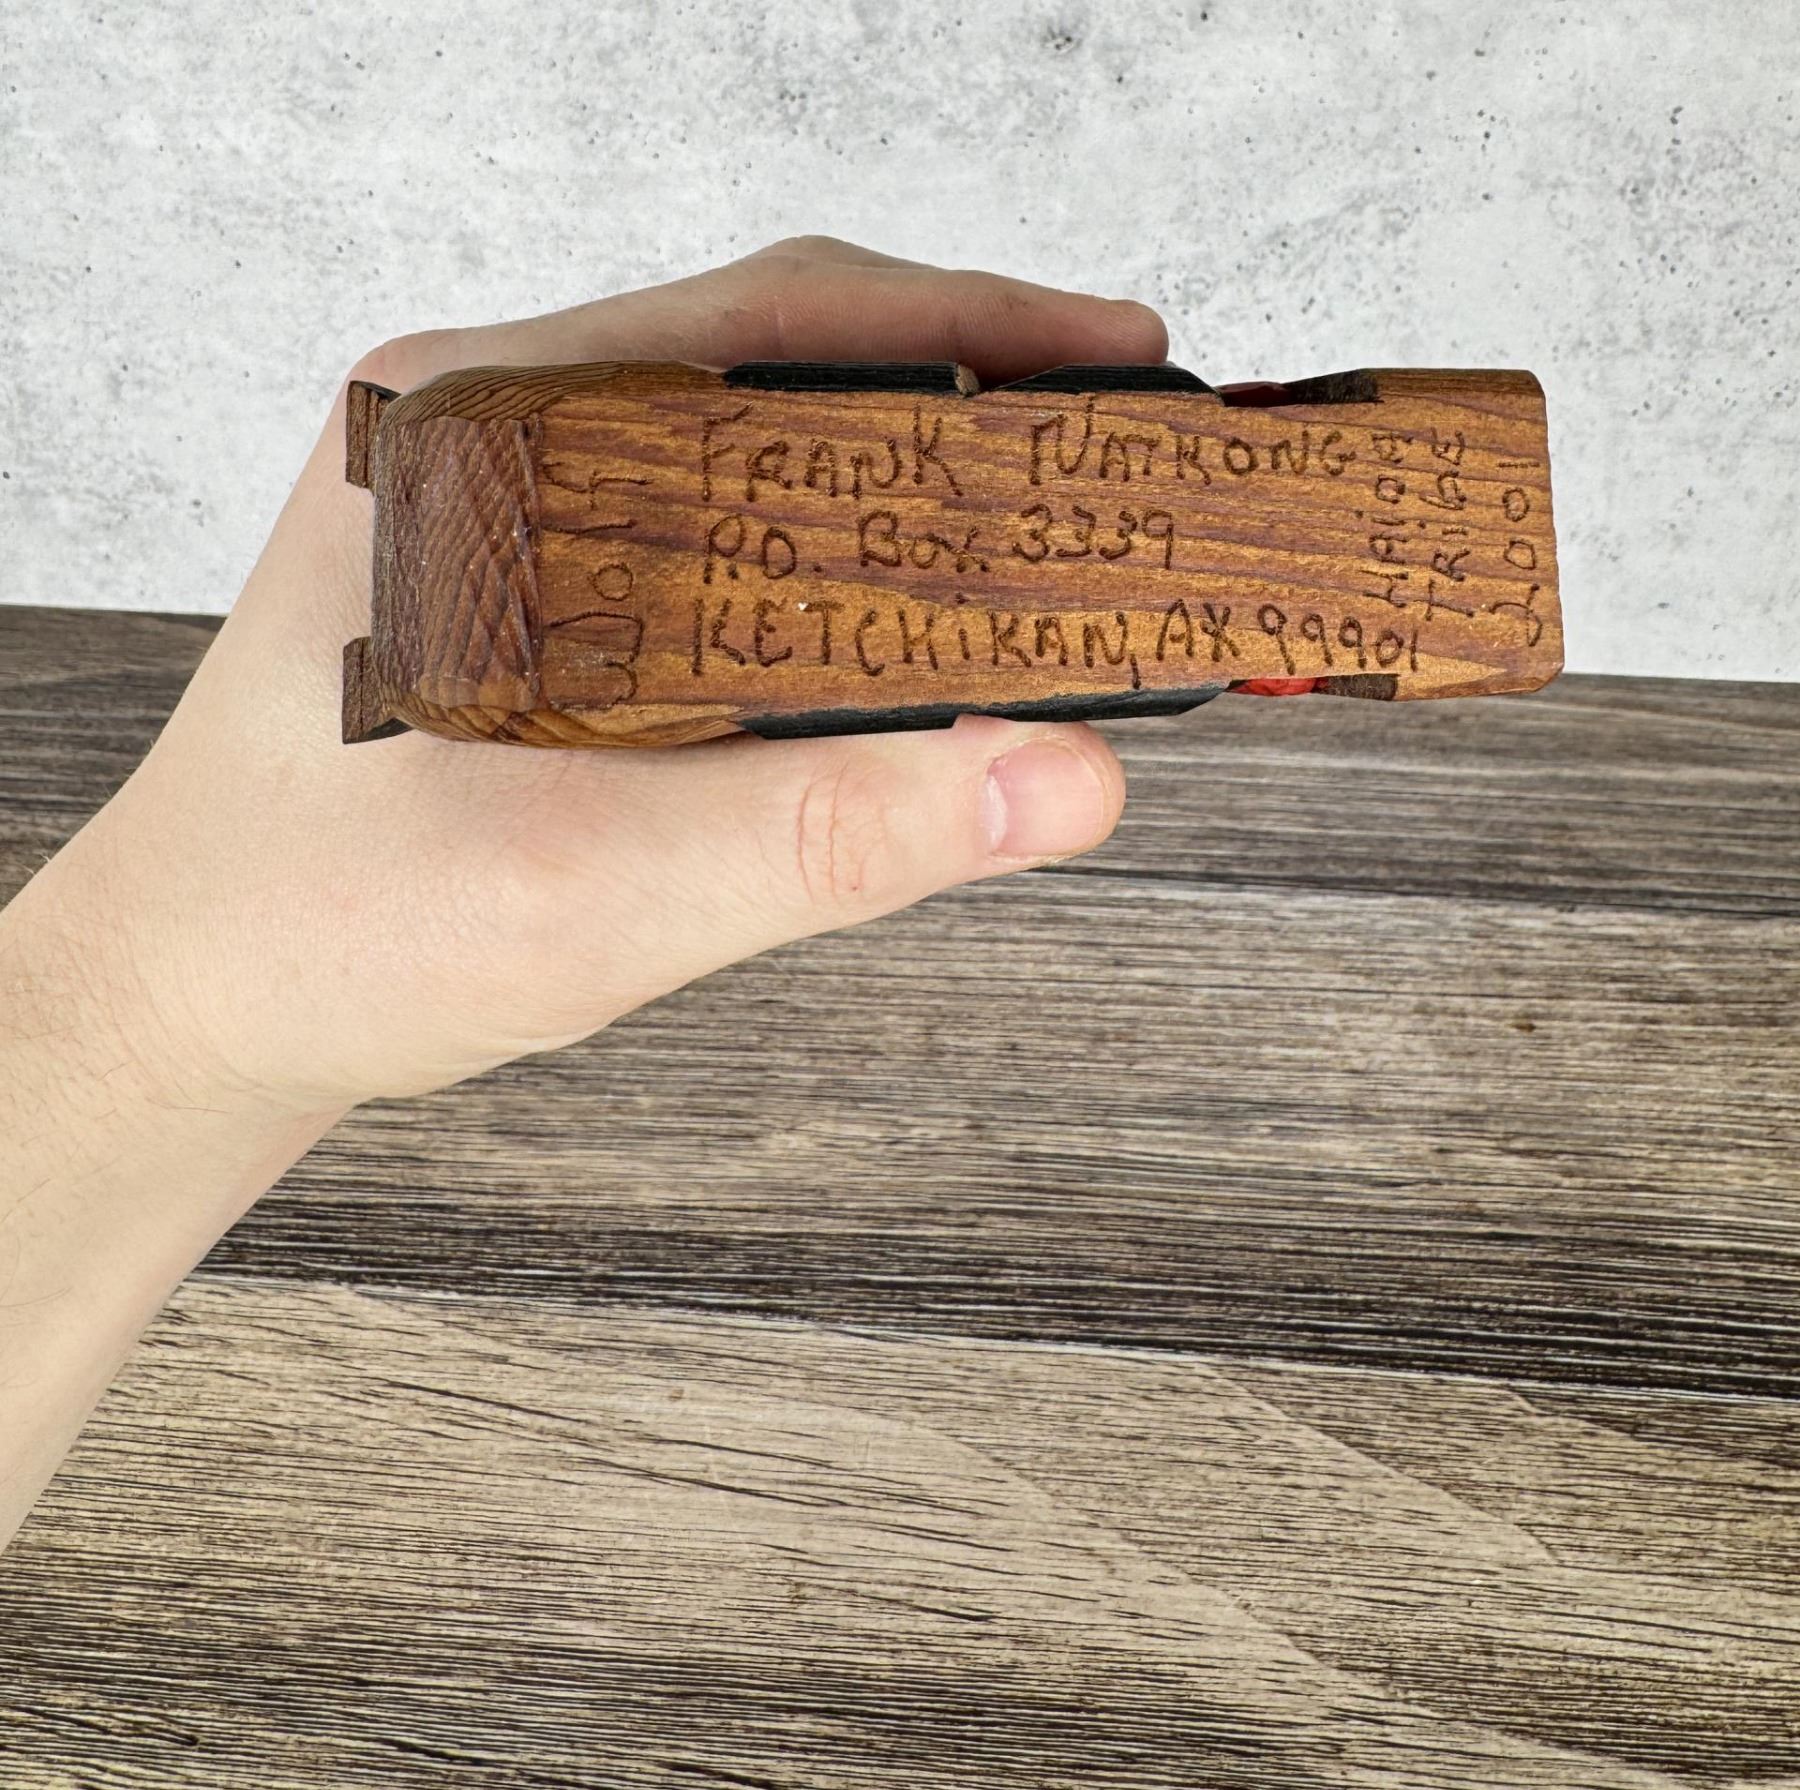 Wolf
FRANK NATKONG
P.O. Box 3339
KETCHiKAN, AK 99901
HAiDA
TRibE
2001